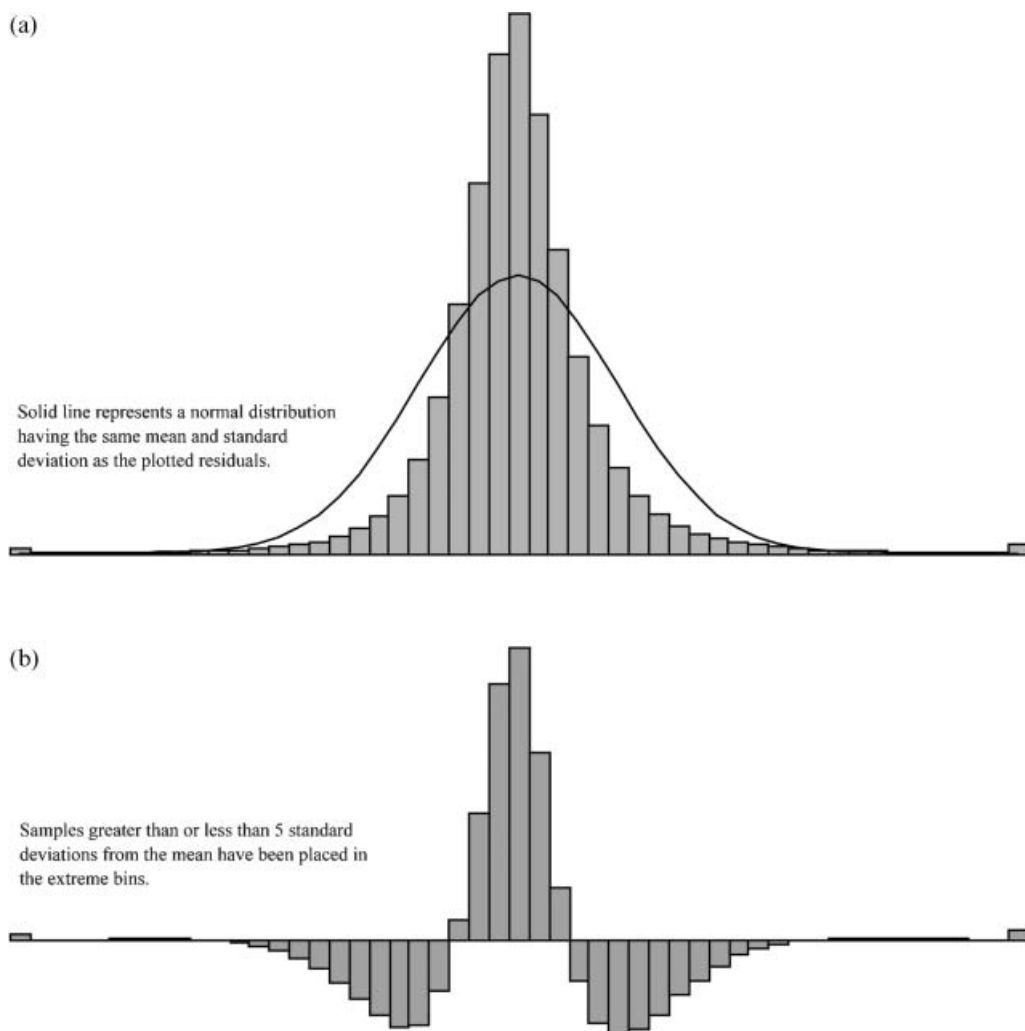 (a)
Solid line represents a normal distribution
having the same mean and standard
deviation as the plotted residuals.
(b)
Samples greater than or less than 5 standard
deviations from the mean have been placed in
the extreme bins.